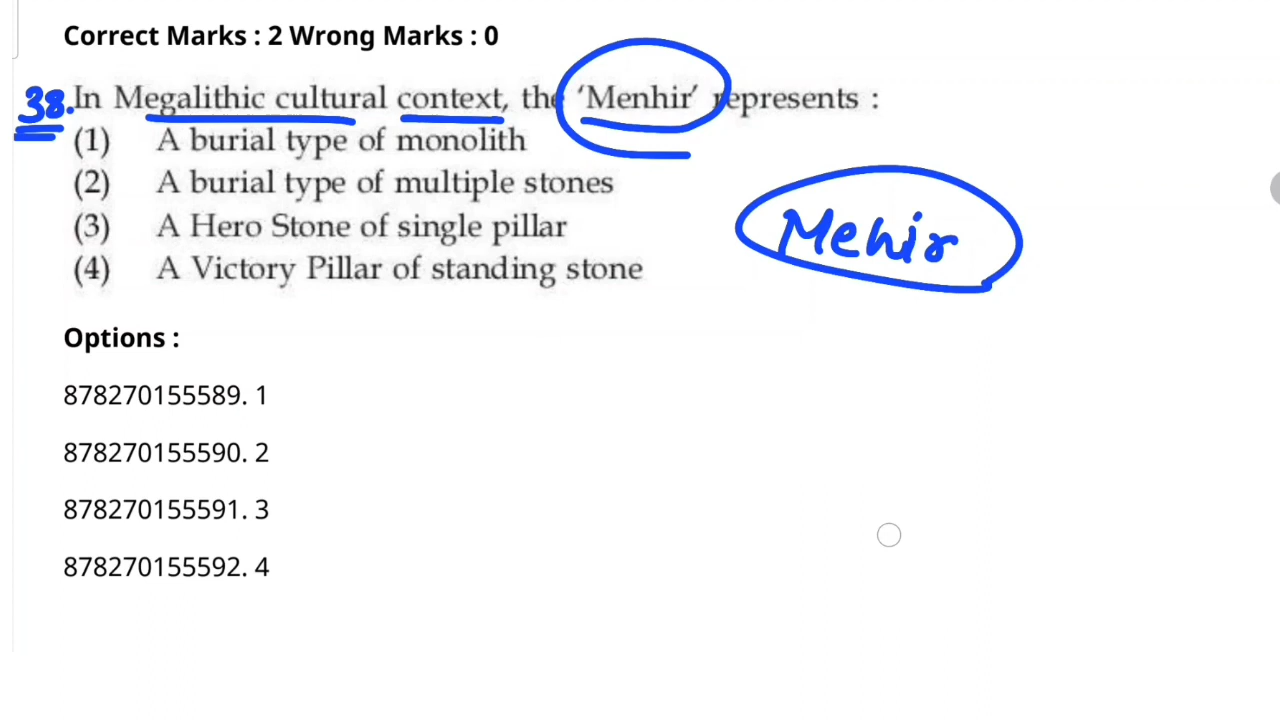 Correct Marks : 2 Wrong Marks : 0
38. In Megalithic cultural context, the ‘Menhir’ represents :
(1) A burial type of monolith
(2) A burial type of multiple stones
(3) A Hero Stone of single pillar
Mehir
(4) A Victory Pillar of standing stone
Options :
878270155589. 1
878270155590. 2
878270155591. 3
878270155592. 4